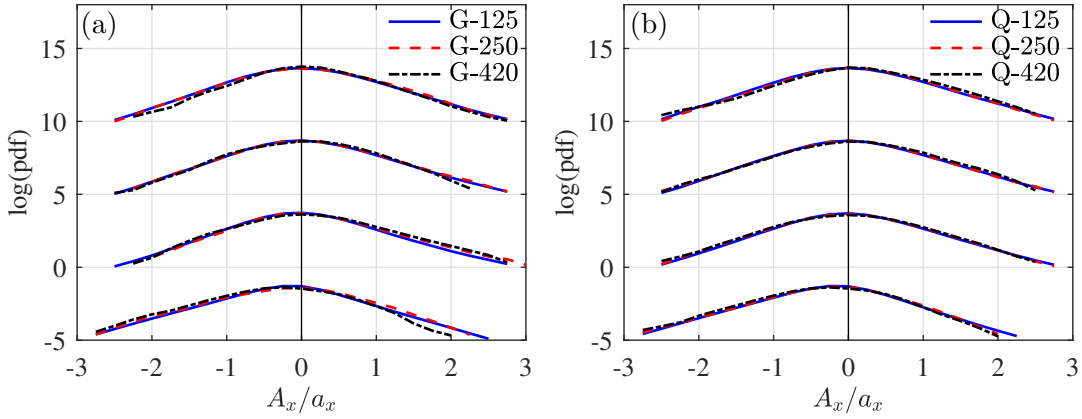 (a)
G-125
G-250
G-420
15
10
5
0
-5
log(pdf)
-3 -2 -1 0 1 2 3
A_x/a_x
(b)
Q-125
Q-250
Q-420
15
10
5
0
-5
log(pdf)
-3 -2 -1 0 1 2 3
A_x/a_x